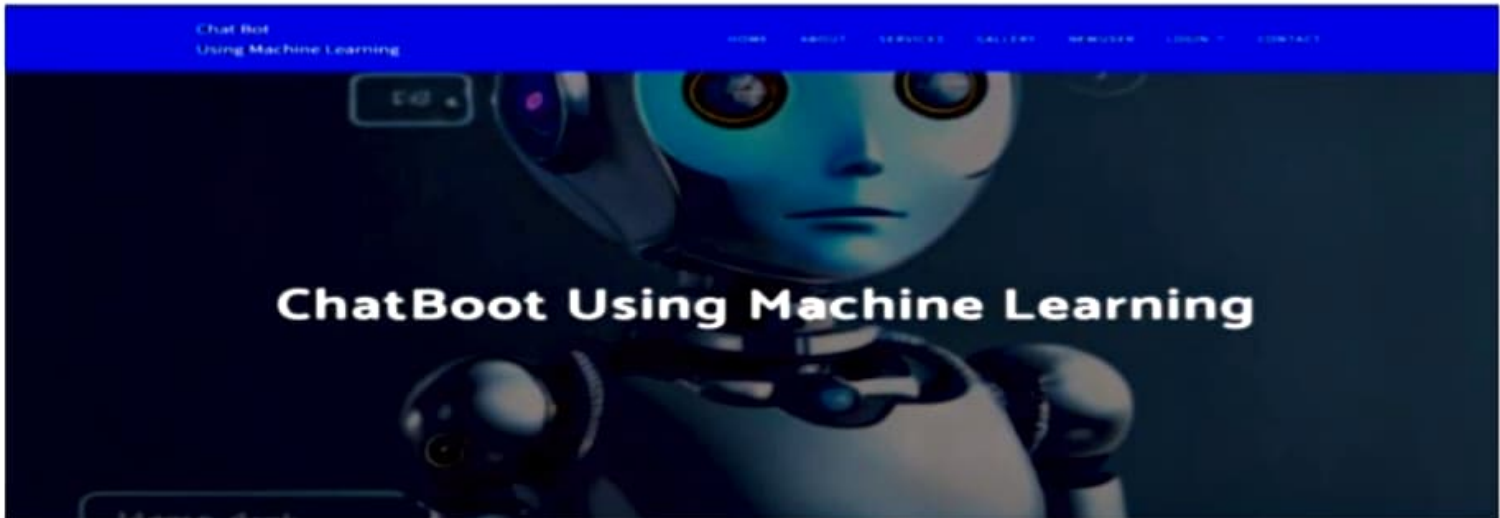 Chat Bot
Using Machine Learning
HOME ABOUT SERVICES GALLERY NEWUSER LOGIN CONTACT
ChatBoot Using Machine Learning